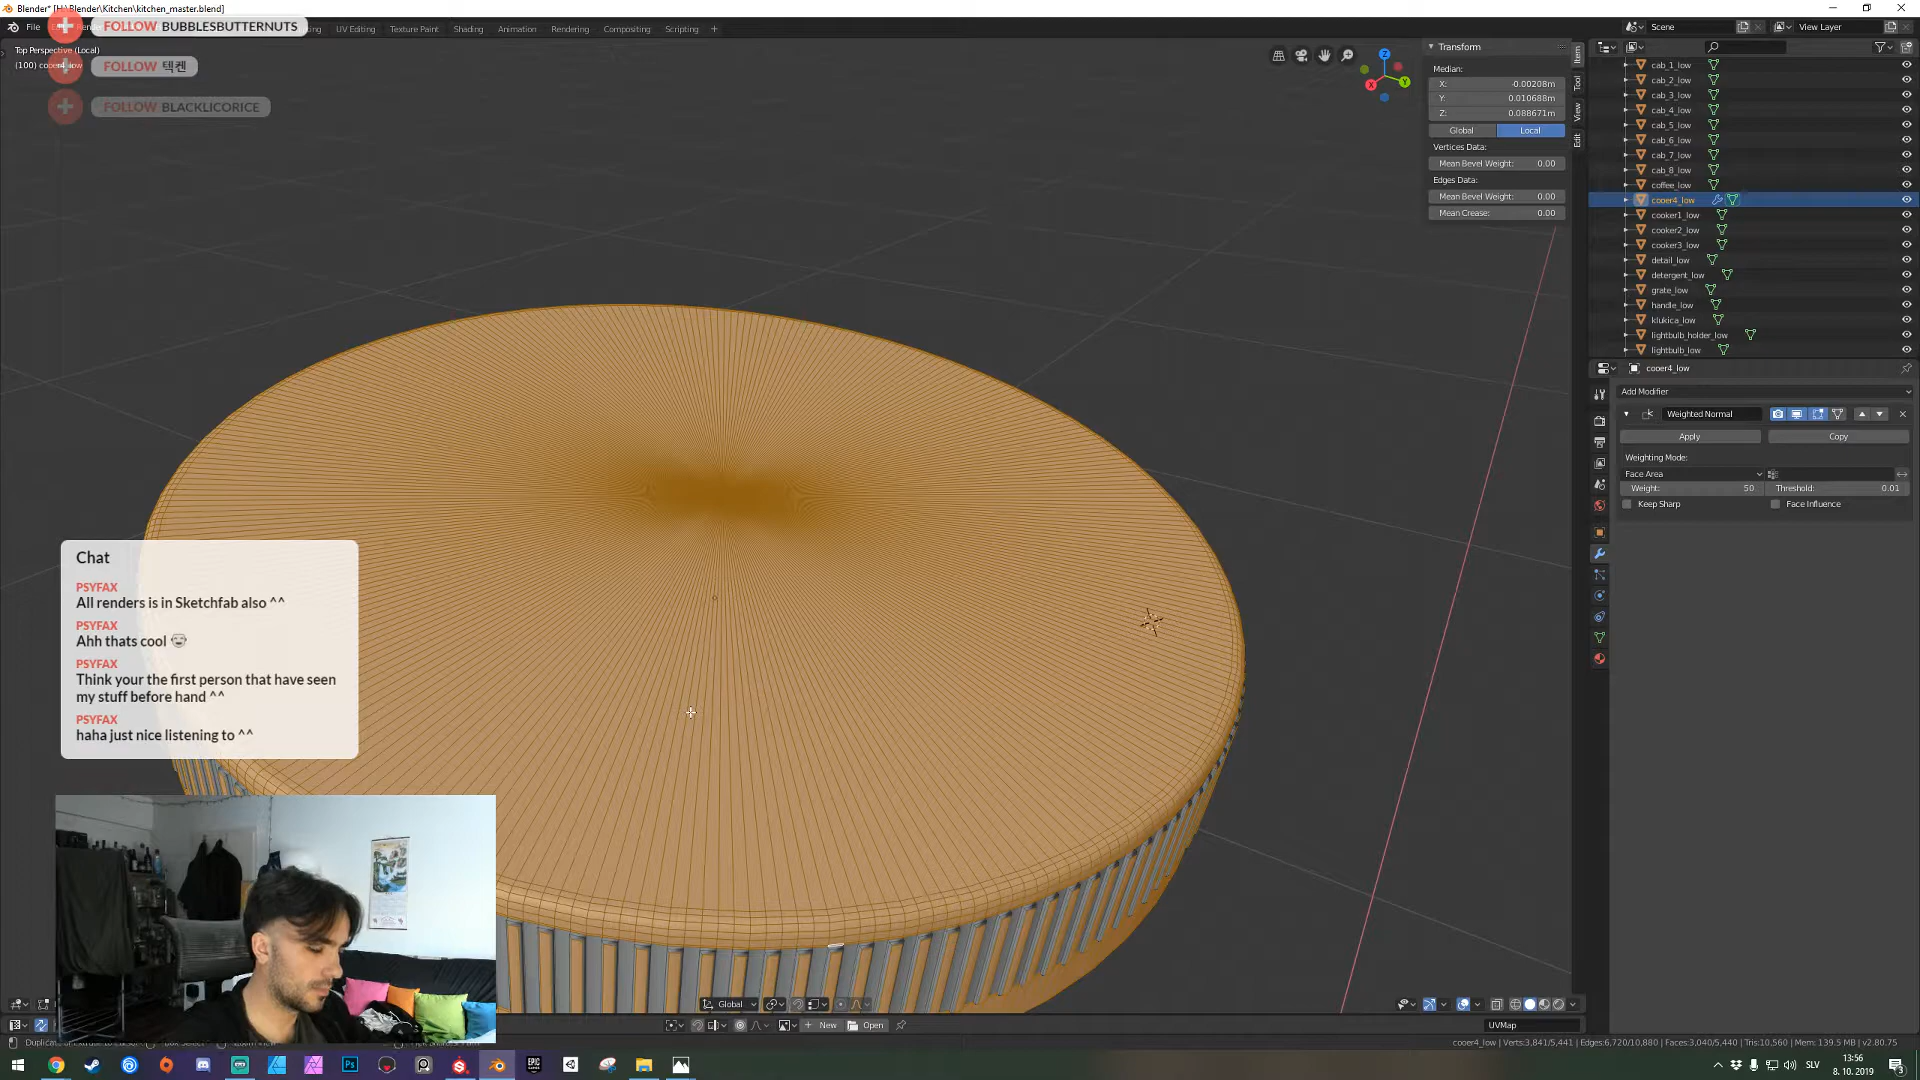 Blender* [H:\Blender\Kitchen\kitchen_master.blend]
FOLLOW BUBBLESBUTTERNUTS
FOLLOW 텍켄
FOLLOW BLACKLICORICE
File
UV Editing
Texture Paint
Shading
Animation
Rendering
Compositing
Scripting
Scene
View Layer
Top Perspective (Local)
(100) cooer4_low
Transform
Median:
X: -0.00208m
Y: 0.010688m
Z: 0.088671m
Global
Local
Vertices Data:
Mean Bevel Weight: 0.00
Edges Data:
Mean Bevel Weight: 0.00
Mean Crease: 0.00
Item
Tool
View
Edit
X
Y
Z
cab_1_low
cab_2_low
cab_3_low
cab_4_low
cab_5_low
cab_6_low
cab_7_low
cab_8_low
coffee_low
cooer4_low
cooker1_low
cooker2_low
cooker3_low
detail_low
detergent_low
grate_low
handle_low
klukica_low
lightbulb_holder_low
lightbulb_low
cooer4_low
Add Modifier
Weighted Normal
Apply
Copy
Weighting Mode:
Face Area
Weight: 50
Threshold: 0.01
Keep Sharp
Face Influence
Chat
PSYFAX
All renders is in Sketchfab also ^^
PSYFAX
Ahh thats cool
PSYFAX
Think your the first person that have seen
my stuff before hand ^^
PSYFAX
haha just nice listening to ^^
Global
New
Open
UVMap
cooer4_low | Verts:3,841/5,441 | Edges:6,720/10,880 | Faces:3,040/5,440 | Tris:10,560 | Mem: 139.5 MB | v2.80.75
SLV
13:56
8. 10. 2019